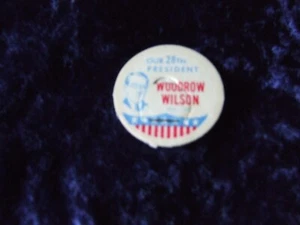 OUR 28TH
PRESIDENT
WOODROW
WILSON